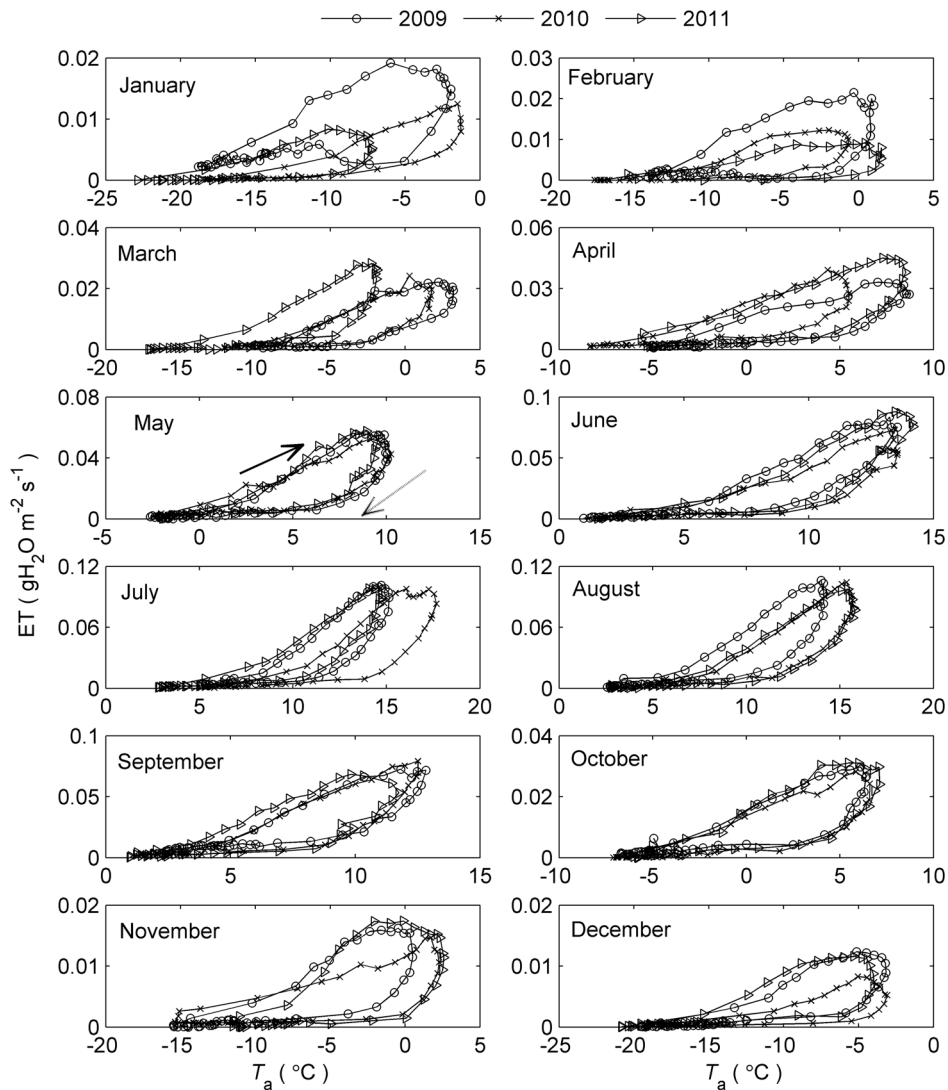 2009 2010 2011
0.02 0.01 0
January
-25 -20 -15 -10 -5 0
0.03 0.02 0.01 0
February
-20 -15 -10 -5 0 5
0.04 0.02 0
March
-20 -15 -10 -5 0 5
0.06 0.04 0.02 0
April
-10 -5 0 5 10
0.08 0.04 0
May
-5 0 5 10 15
0.1 0.05 0
June
0 5 10 15
ET ( gH2O m-2 s-1 )
0.12 0.06 0
July
0 5 10 15 20
0.12 0.06 0
August
0 5 10 15 20
0.1 0.05 0
September
0 5 10 15
0.04 0.02 0
October
-10 -5 0 5 10
0.02 0.01 0
November
-20 -15 -10 -5 0 5
Ta ( °C )
0.02 0.01 0
December
-25 -20 -15 -10 -5 0
Ta ( °C )